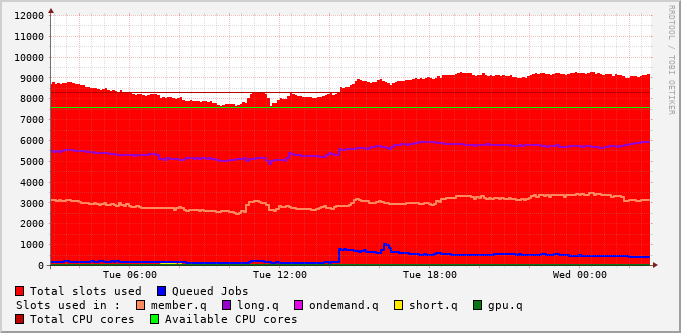 12000
11000
10000
9000
8000
7000
6000
5000
4000
3000
2000
1000
0
Tue 06:00 Tue 12:00 Tue 18:00 Wed 00:00
RRDTOOL / TOBI OETIKER
Total slots used Queued Jobs
Slots used in : member.q long.q ondemand.q short.q gpu.q
Total CPU cores Available CPU cores